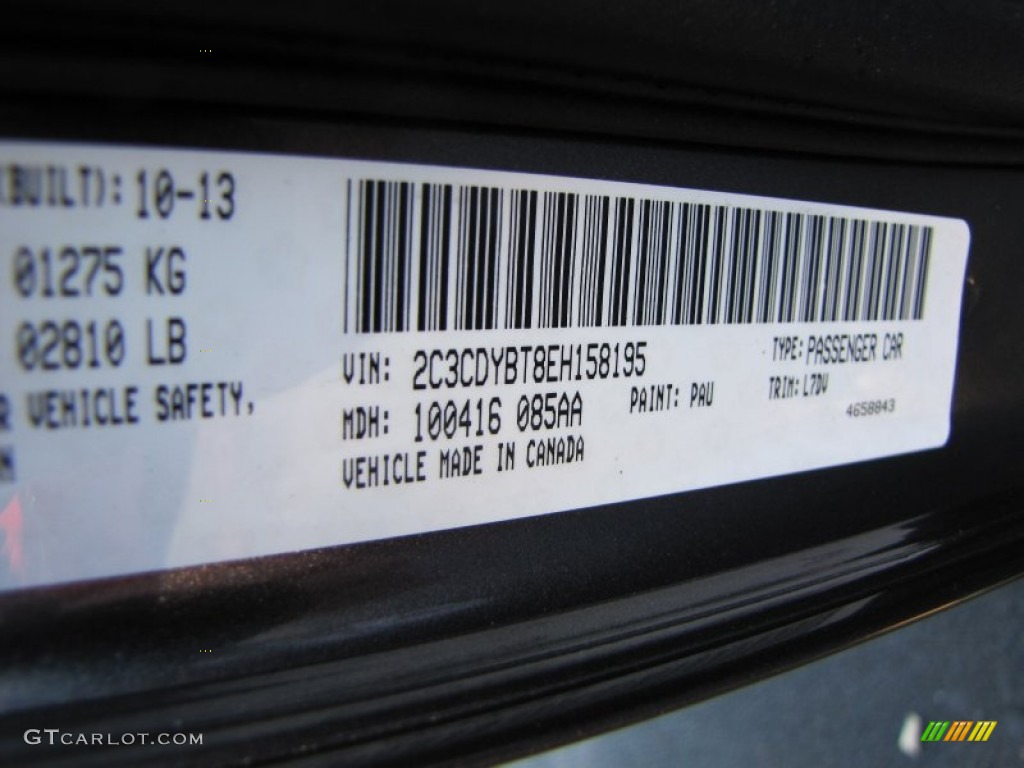 (BUILT): 10-13
01275 KG
02810 LB
VEHICLE SAFETY,
VIN: 2C3CDYBT8EH158195
TYPE: PASSENGER CAR
MDH: 100416 085AA
PAINT: PAU
TRIM: L7DV
4658843
VEHICLE MADE IN CANADA
GTCARLOT.COM